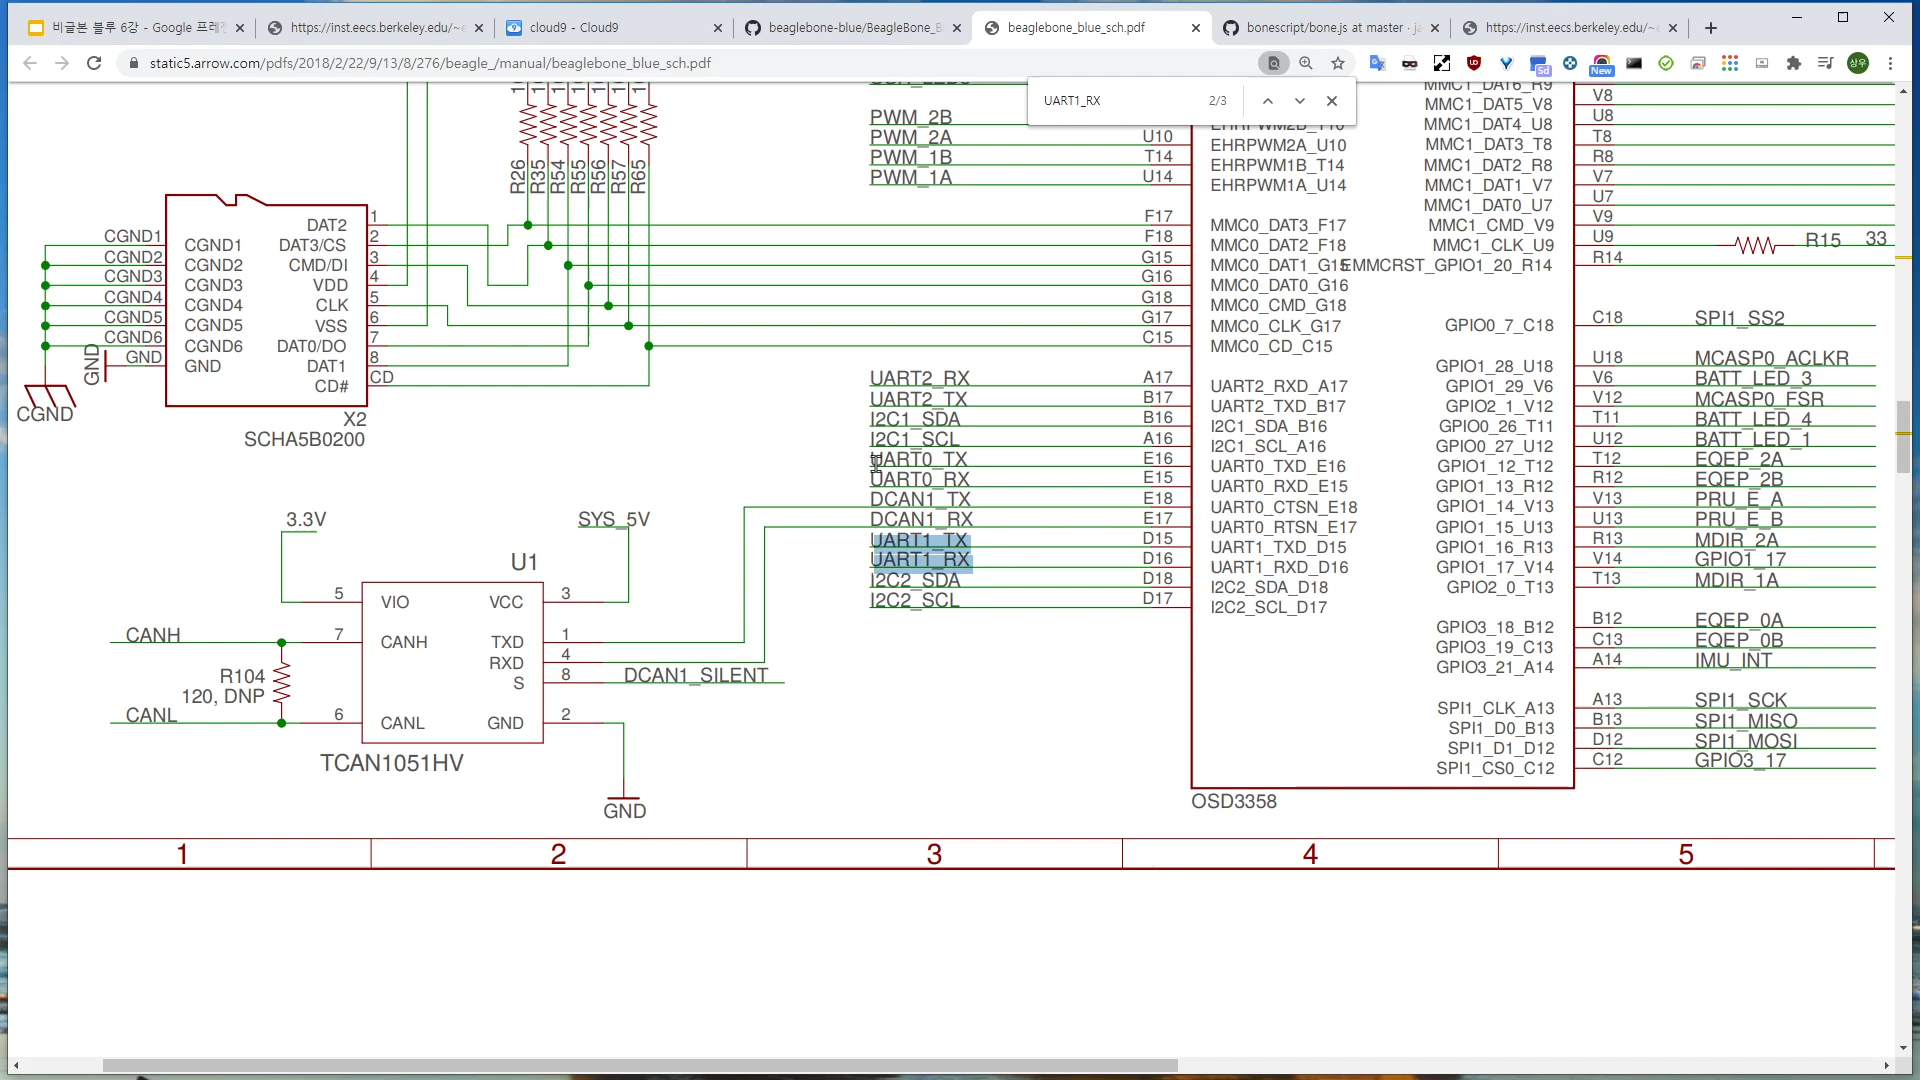 비글본 블루 6강 - Google 프레
https://inst.eecs.berkeley.edu/~e
cloud9 - Cloud9
beaglebone-blue/BeagleBone_B
beaglebone_blue_sch.pdf
bonescript/bone.js at master · ja
https://inst.eecs.berkeley.edu/~e
static5.arrow.com/pdfs/2018/2/22/9/13/8/276/beagle_/manual/beaglebone_blue_sch.pdf
5d
New
상우
UART1_RX
2/3
R26
R35
R54
R55
R56
R57
R65
PWM_2B
PWM_2A U10
PWM_1B T14
PWM_1A U14
EHRPWM2B_T10
EHRPWM2A_U10
EHRPWM1B_T14
EHRPWM1A_U14
F17 MMC0_DAT3_F17
F18 MMC0_DAT2_F18
G15 MMC0_DAT1_G15
G16 MMC0_DAT0_G16
G18 MMC0_CMD_G18
G17 MMC0_CLK_G17
C15 MMC0_CD_C15
CGND1 CGND1
CGND2 CGND2
CGND3 CGND3
CGND4 CGND4
CGND5 CGND5
CGND6 CGND6
GND GND GND
CGND
DAT2 1
DAT3/CS 2
CMD/DI 3
VDD 4
CLK 5
VSS 6
DAT0/DO 7
DAT1 8
CD# CD
X2
SCHA5B0200
UART2_RX A17 UART2_RXD_A17
UART2_TX B17 UART2_TXD_B17
I2C1_SDA B16 I2C1_SDA_B16
I2C1_SCL A16 I2C1_SCL_A16
UART0_TX E16 UART0_TXD_E16
UART0_RX E15 UART0_RXD_E15
DCAN1_TX E18 UART0_CTSN_E18
DCAN1_RX E17 UART0_RTSN_E17
UART1_TX D15 UART1_TXD_D15
UART1_RX D16 UART1_RXD_D16
I2C2_SDA D18 I2C2_SDA_D18
I2C2_SCL D17 I2C2_SCL_D17
MMC1_DAT6_R9
MMC1_DAT5_V8 V8
MMC1_DAT4_U8 U8
MMC1_DAT3_T8 T8
MMC1_DAT2_R8 R8
MMC1_DAT1_V7 V7
MMC1_DAT0_U7 U7
MMC1_CMD_V9 V9
MMC1_CLK_U9 U9 R15 33
EMMCRST_GPIO1_20_R14 R14
GPIO0_7_C18 C18 SPI1_SS2
GPIO1_28_U18 U18 MCASP0_ACLKR
GPIO1_29_V6 V6 BATT_LED_3
GPIO2_1_V12 V12 MCASP0_FSR
GPIO0_26_T11 T11 BATT_LED_4
GPIO0_27_U12 U12 BATT_LED_1
GPIO1_12_T12 T12 EQEP_2A
GPIO1_13_R12 R12 EQEP_2B
GPIO1_14_V13 V13 PRU_E_A
GPIO1_15_U13 U13 PRU_E_B
GPIO1_16_R13 R13 MDIR_2A
GPIO1_17_V14 V14 GPIO1_17
GPIO2_0_T13 T13 MDIR_1A
GPIO3_18_B12 B12 EQEP_0A
GPIO3_19_C13 C13 EQEP_0B
GPIO3_21_A14 A14 IMU_INT
SPI1_CLK_A13 A13 SPI1_SCK
SPI1_D0_B13 B13 SPI1_MISO
SPI1_D1_D12 D12 SPI1_MOSI
SPI1_CS0_C12 C12 GPIO3_17
OSD3358
3.3V
SYS_5V
U1
5 VIO VCC 3
CANH 7 CANH TXD 1
RXD 4
S 8 DCAN1_SILENT
R104
120, DNP
CANL 6 CANL GND 2
TCAN1051HV
GND
1 2 3 4 5